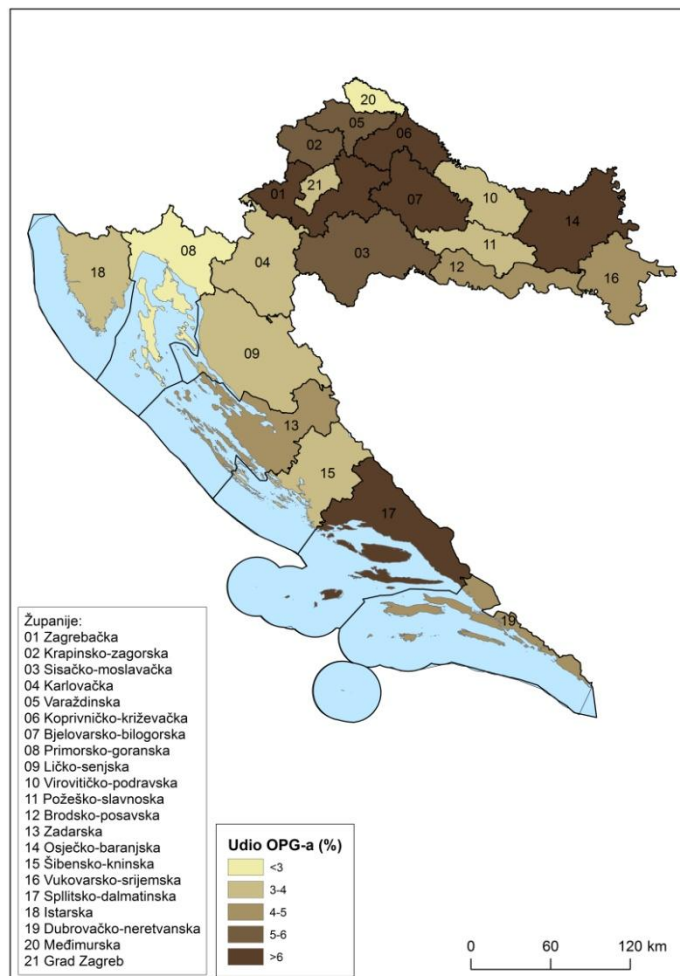 20
05
06
02
01
21
07
10
14
11
03
12
16
18
08
04
09
13
15
17
19
Županije:
01 Zagrebačka
02 Krapinsko-zagorska
03 Sisačko-moslavačka
04 Karlovačka
05 Varaždinska
06 Koprivničko-križevačka
07 Bjelovarsko-bilogorska
08 Primorsko-goranska
09 Ličko-senjska
10 Virovitičko-podravska
11 Požeško-slavnoska
12 Brodsko-posavska
13 Zadarska
14 Osječko-baranjska
15 Šibensko-kninska
16 Vukovarsko-srijemska
17 Spllitsko-dalmatinska
18 Istarska
19 Dubrovačko-neretvanska
20 Međimurska
21 Grad Zagreb
Udio OPG-a (%)
<3
3-4
4-5
5-6
>6
0 60 120 km